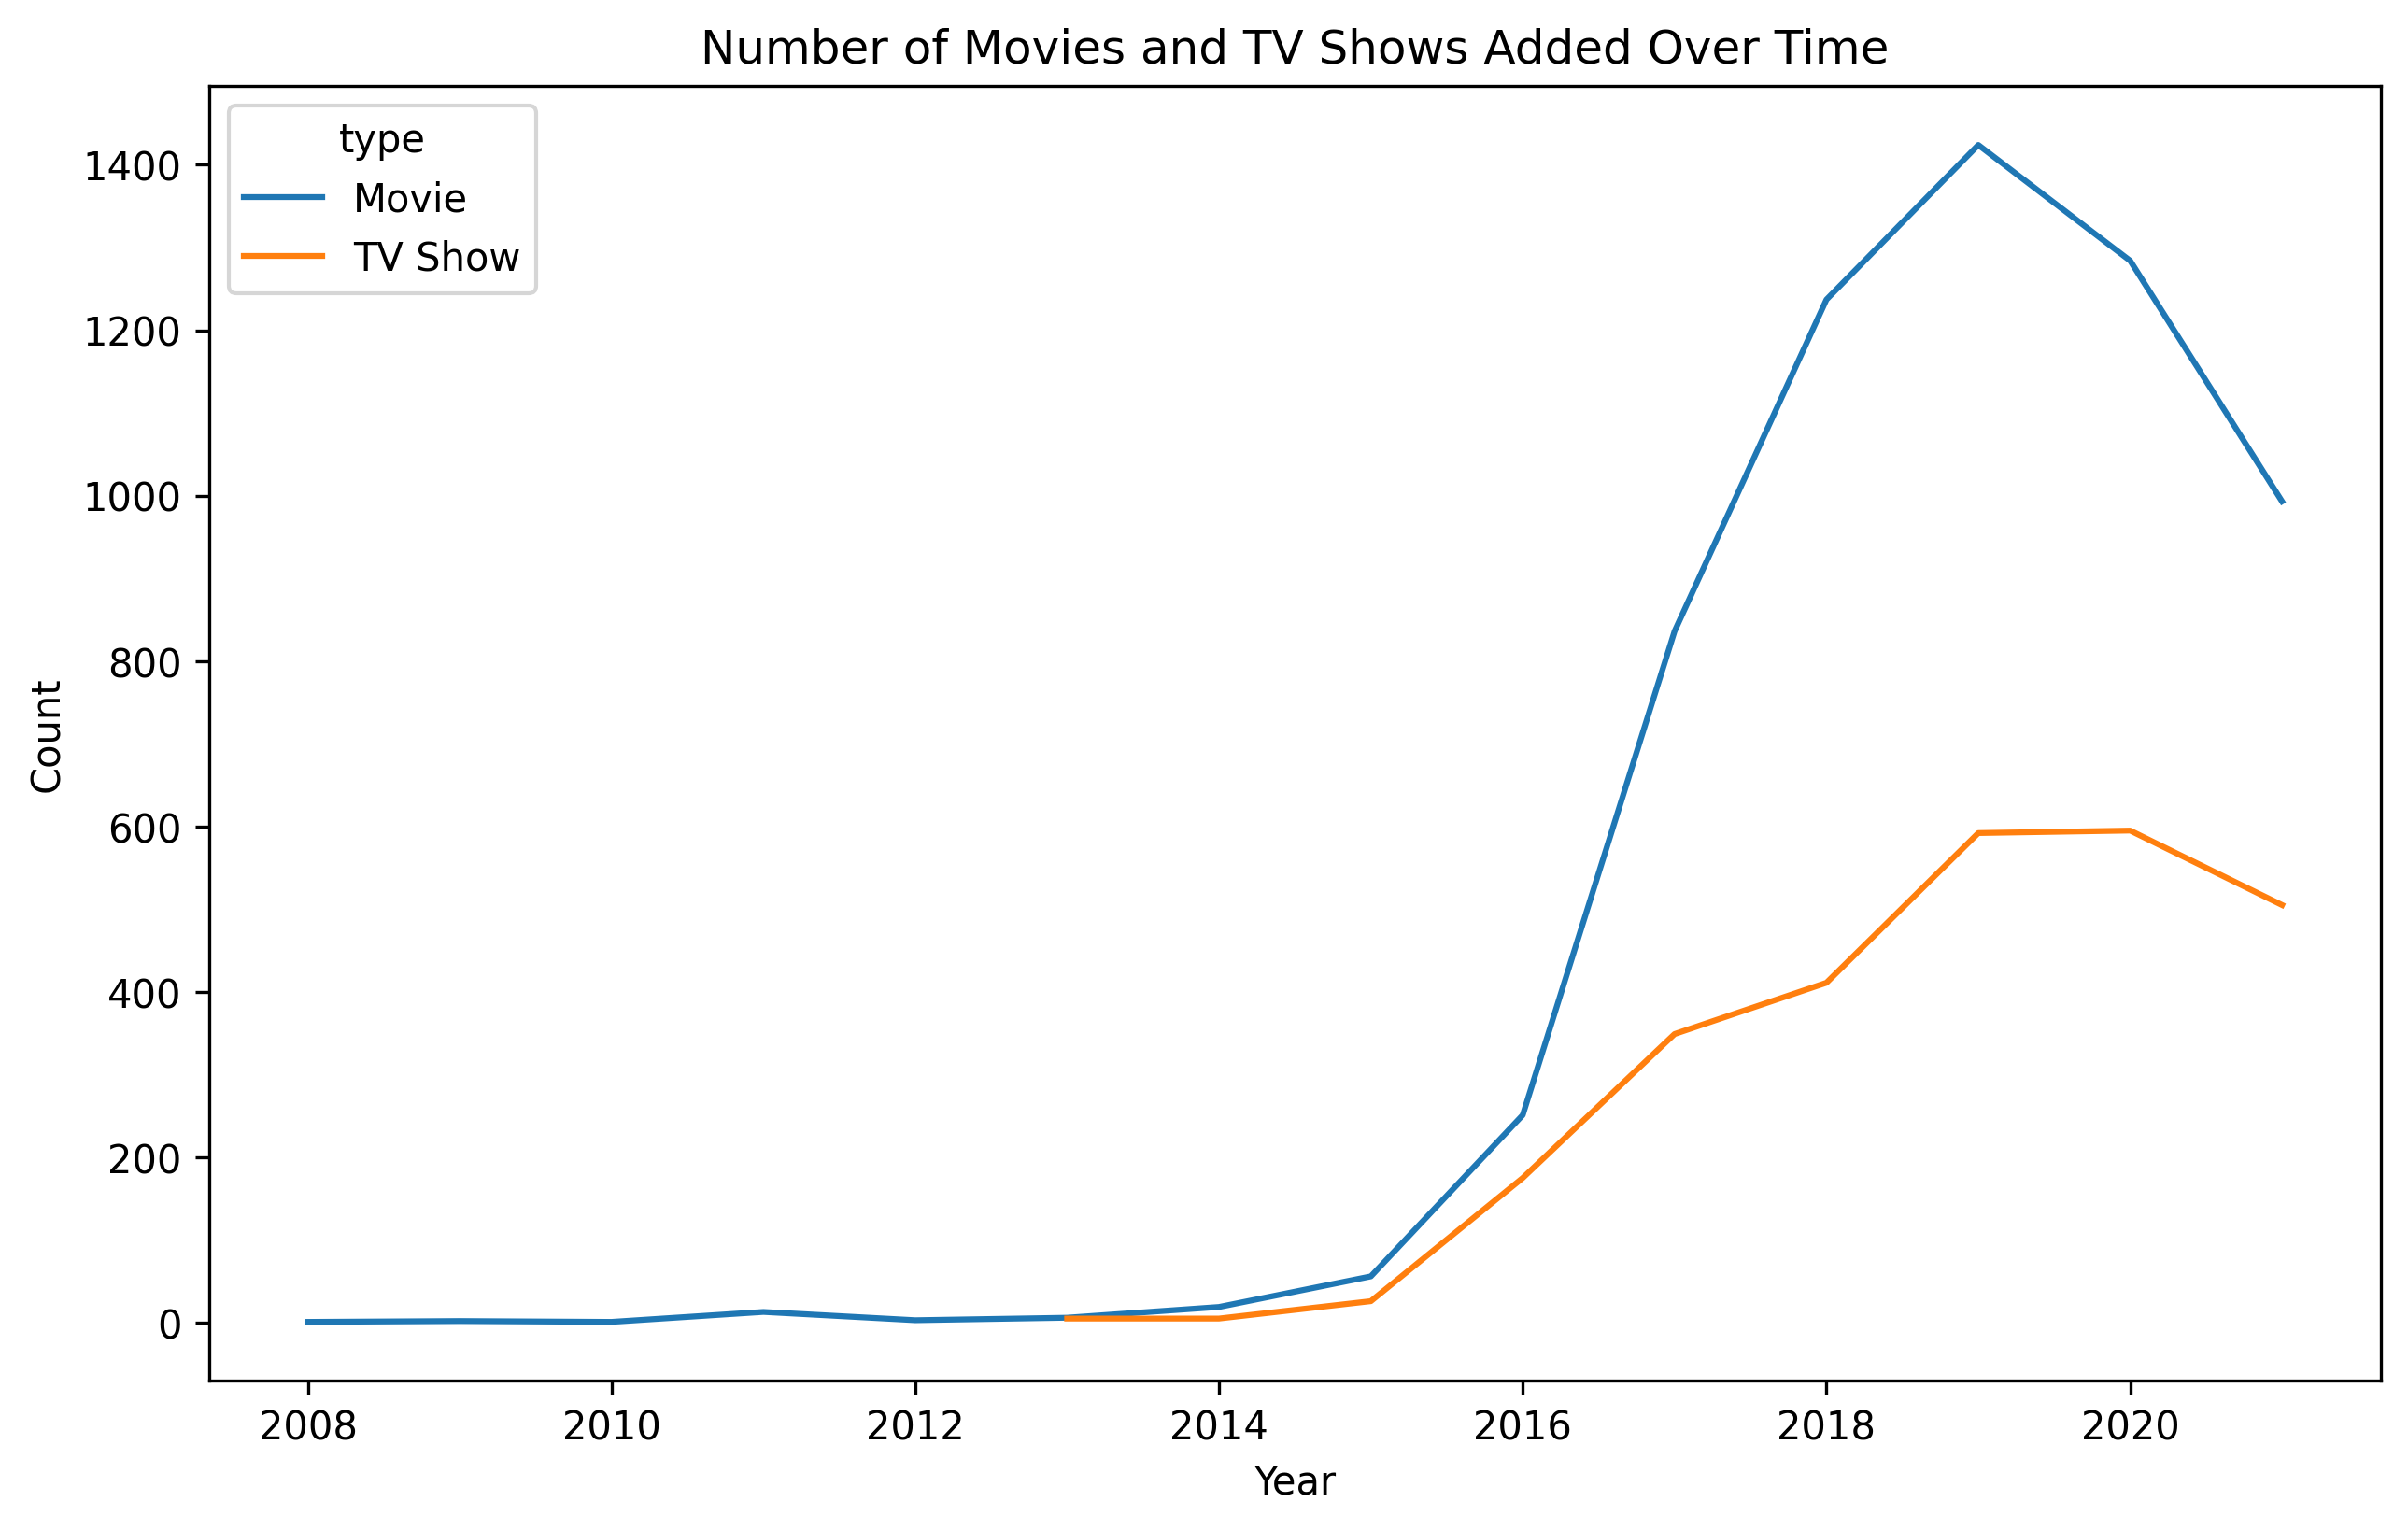 Number of Movies and TV Shows Added Over Time
type
Movie
TV Show
1400
1200
1000
800
600
400
200
0
Count
2008 2010 2012 2014 2016 2018 2020
Year